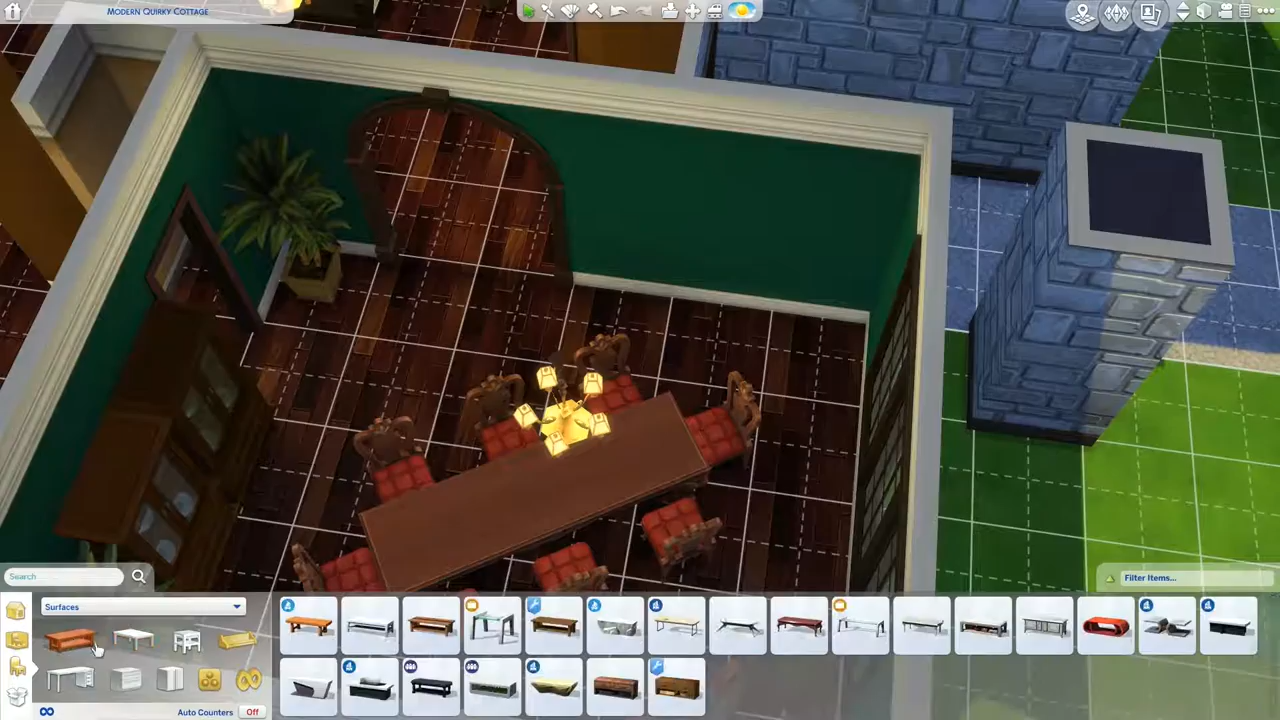 MODERN QUIRKY COTTAGE
Search
Filter Items...
Surfaces
Auto Counters Off